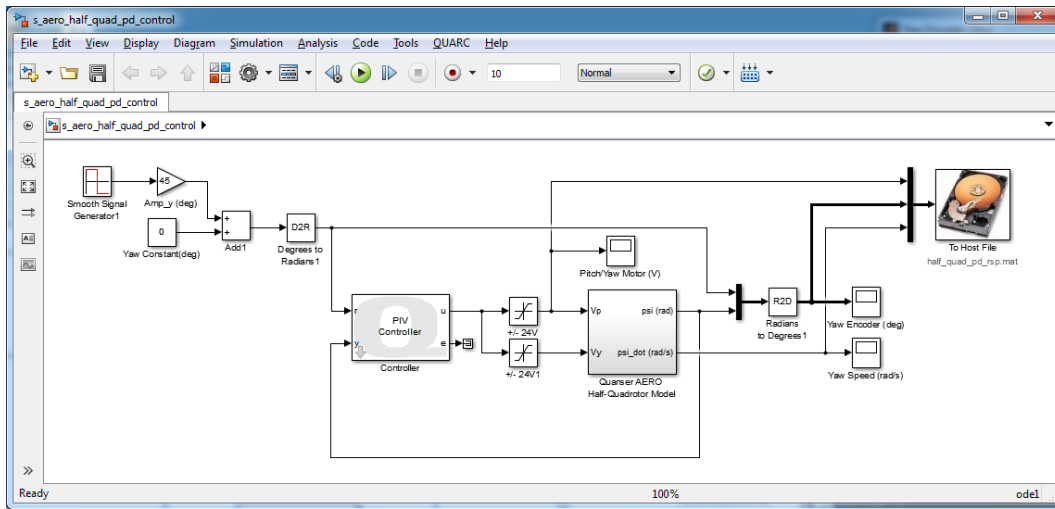 s_aero_half_quad_pd_control
File Edit View Display Diagram Simulation Analysis Code Tools QUARC Help
10
Normal
s_aero_half_quad_pd_control
s_aero_half_quad_pd_control
Smooth Signal
Generator1
45
Amp_y (deg)
0
Yaw Constant(deg)
+
+
Add1
D2R
Degrees to
Radians1
r
y
PIV
Controller
u
e
Controller
+/- 24V
+/- 24V1
Pitch/Yaw Motor (V)
Vp
Vy
psi (rad)
psi_dot (rad/s)
Quanser AERO
Half-Quadrotor Model
R2D
Radians
to Degrees1
Yaw Encoder (deg)
Yaw Speed (rad/s)
To Host File
half_quad_pd_rsp.mat
Ready
100%
ode1